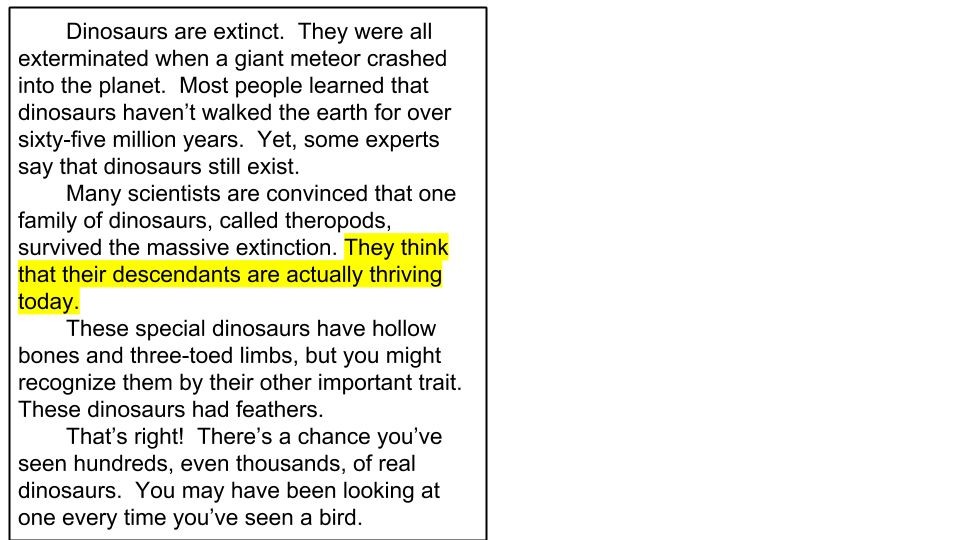 Dinosaurs are extinct.  They were all
exterminated when a giant meteor crashed
into the planet.  Most people learned that
dinosaurs haven’t walked the earth for over
sixty-five million years.  Yet, some experts
say that dinosaurs still exist.
Many scientists are convinced that one
family of dinosaurs, called theropods,
survived the massive extinction. They think
that their descendants are actually thriving
today.
These special dinosaurs have hollow
bones and three-toed limbs, but you might
recognize them by their other important trait.
These dinosaurs had feathers.
That’s right!  There’s a chance you’ve
seen hundreds, even thousands, of real
dinosaurs.  You may have been looking at
one every time you’ve seen a bird.